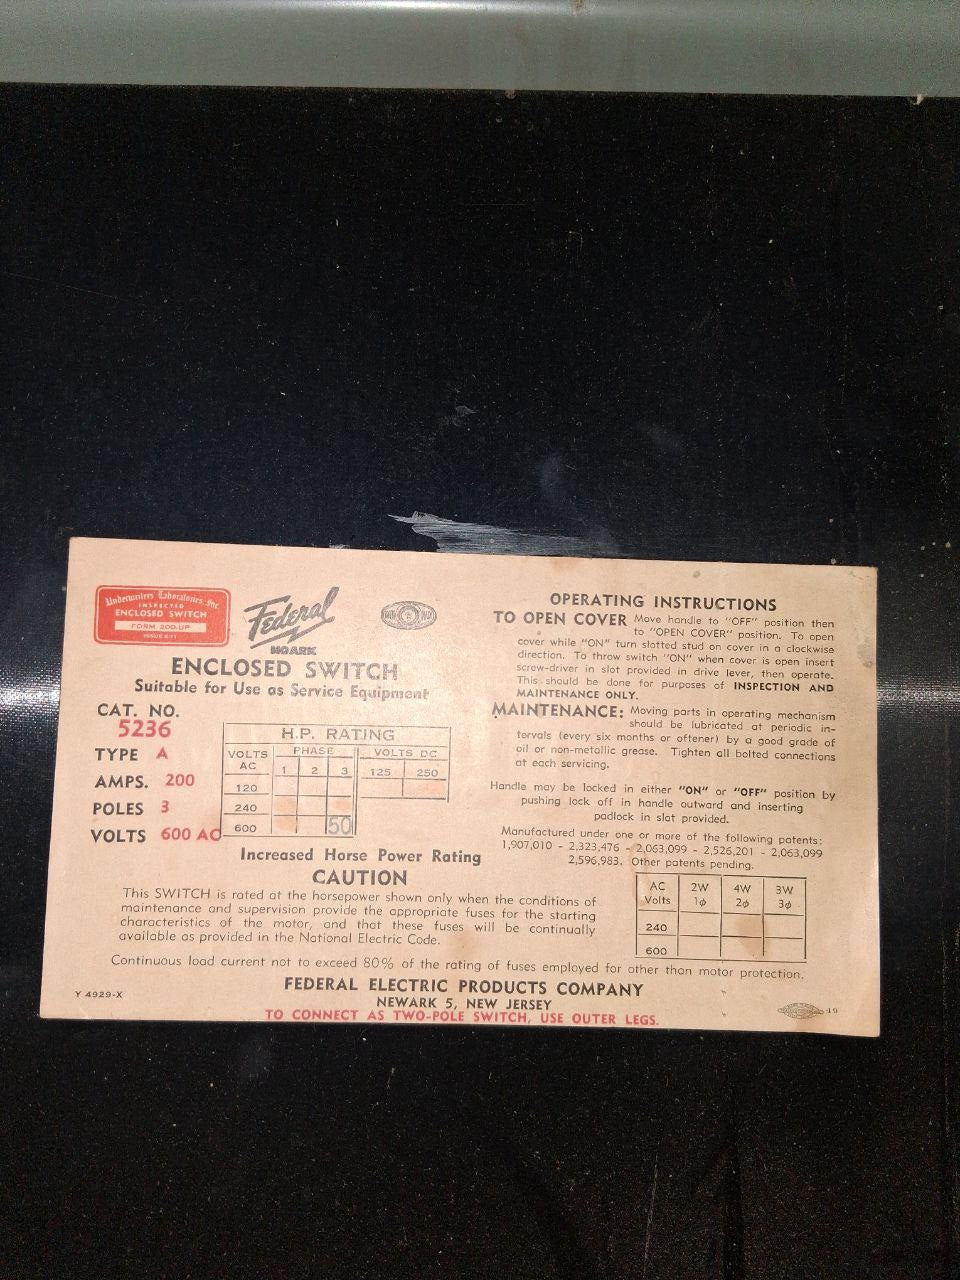 Underwriters Laboratories Inc.
INSPECTED
ENCLOSED SWITCH
FORM 200-UP
Federal
NOARK
ENCLOSED SWITCH
Suitable for Use as Service Equipment
CAT. NO.
5236
TYPE A
AMPS. 200
POLES 3
VOLTS 600 AC
H.P. RATING
VOLTS AC PHASE VOLTS DC
1 2 3 125 250
120
240
600 50
Increased Horse Power Rating
CAUTION
This SWITCH is rated at the horsepower shown only when the conditions of
maintenance and supervision provide the appropriate fuses for the starting
characteristics of the motor, and that these fuses will be continually
available as provided in the National Electric Code.
OPERATING INSTRUCTIONS
TO OPEN COVER Move handle to "OFF" position then
to "OPEN COVER" position. To open
cover while "ON" turn slotted stud on cover in a clockwise
direction. To throw switch "ON" when cover is open insert
screw-driver in slot provided in drive lever, then operate.
This should be done for purposes of INSPECTION AND
MAINTENANCE ONLY.
MAINTENANCE: Moving parts in operating mechanism
should be lubricated at periodic in-
tervals (every six months or oftener) by a good grade of
oil or non-metallic grease. Tighten all bolted connections
at each servicing.
Handle may be locked in either "ON" or "OFF" position by
pushing lock off in handle outward and inserting
padlock in slot provided.
Manufactured under one or more of the following patents:
1,907,010 - 2,323,476 - 2,063,099 - 2,526,201 - 2,063,099
2,596,983. Other patents pending.
AC Volts 2W 1φ 4W 2φ 3W 3φ
240
600
Continuous load current not to exceed 80% of the rating of fuses employed for other than motor protection.
FEDERAL ELECTRIC PRODUCTS COMPANY
NEWARK 5, NEW JERSEY
Y 4929-X
TO CONNECT AS TWO-POLE SWITCH, USE OUTER LEGS.
19